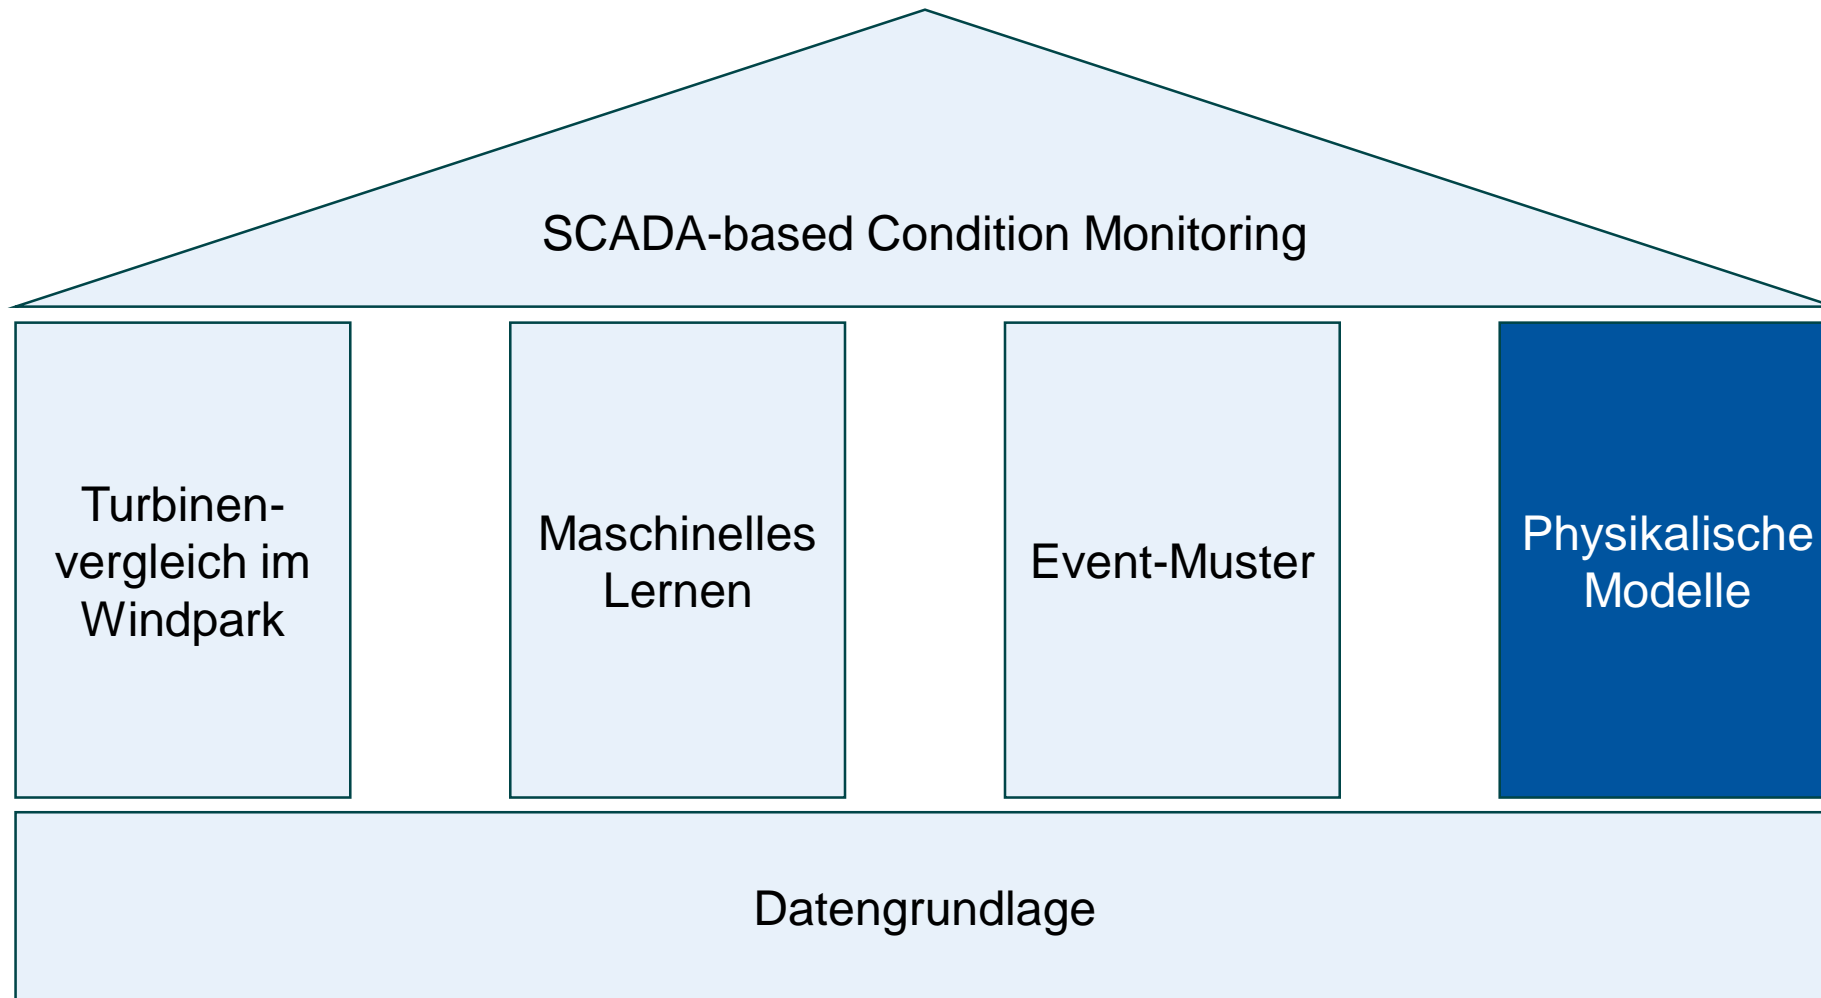 SCADA-based Condition Monitoring
Turbinen-
vergleich im
Windpark
Maschinelles
Lernen
Event-Muster
Physikalische
Modelle
Datengrundlage